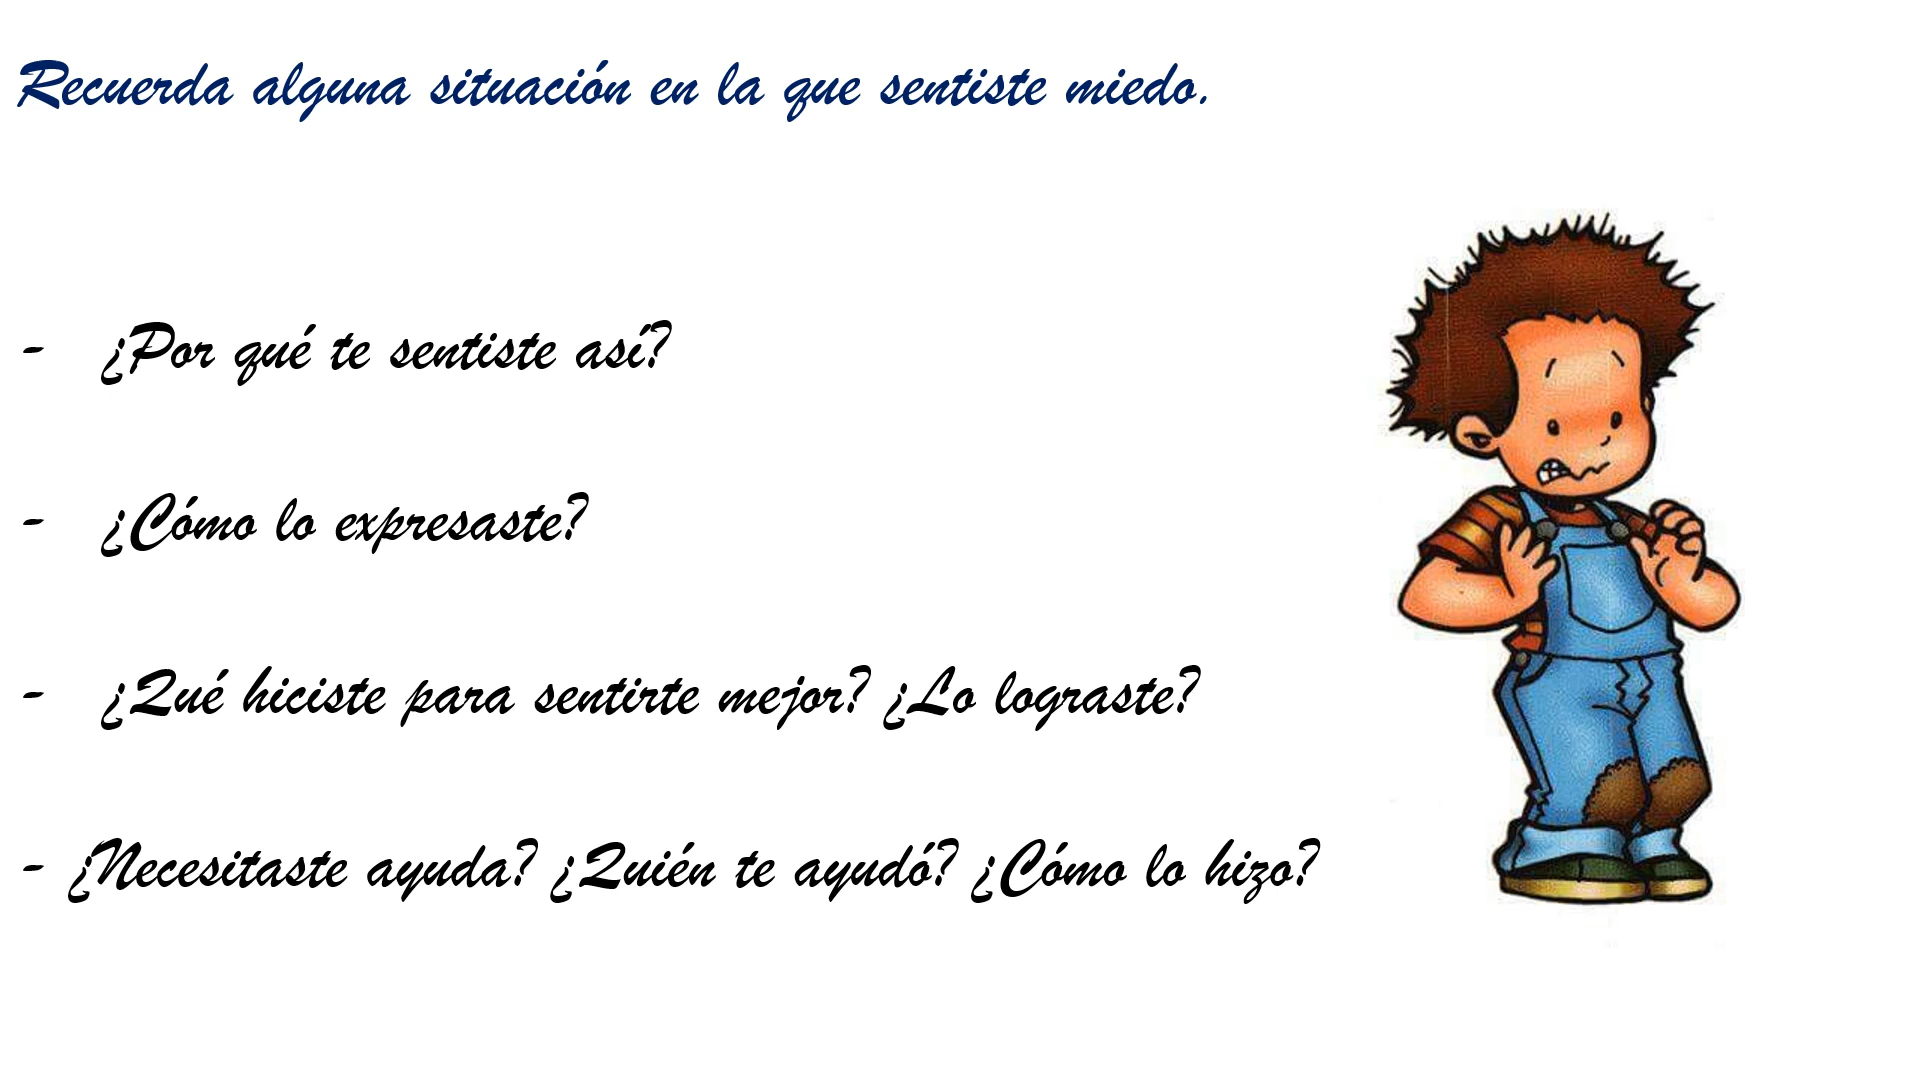 Recuerda alguna situación en la que sentiste miedo.
- ¿Por qué te sentiste así?
- ¿Cómo lo expresaste?
- ¿Qué hiciste para sentirte mejor? ¿Lo lograste?
- ¿Necesitaste ayuda? ¿Quién te ayudó? ¿Cómo lo hizo?